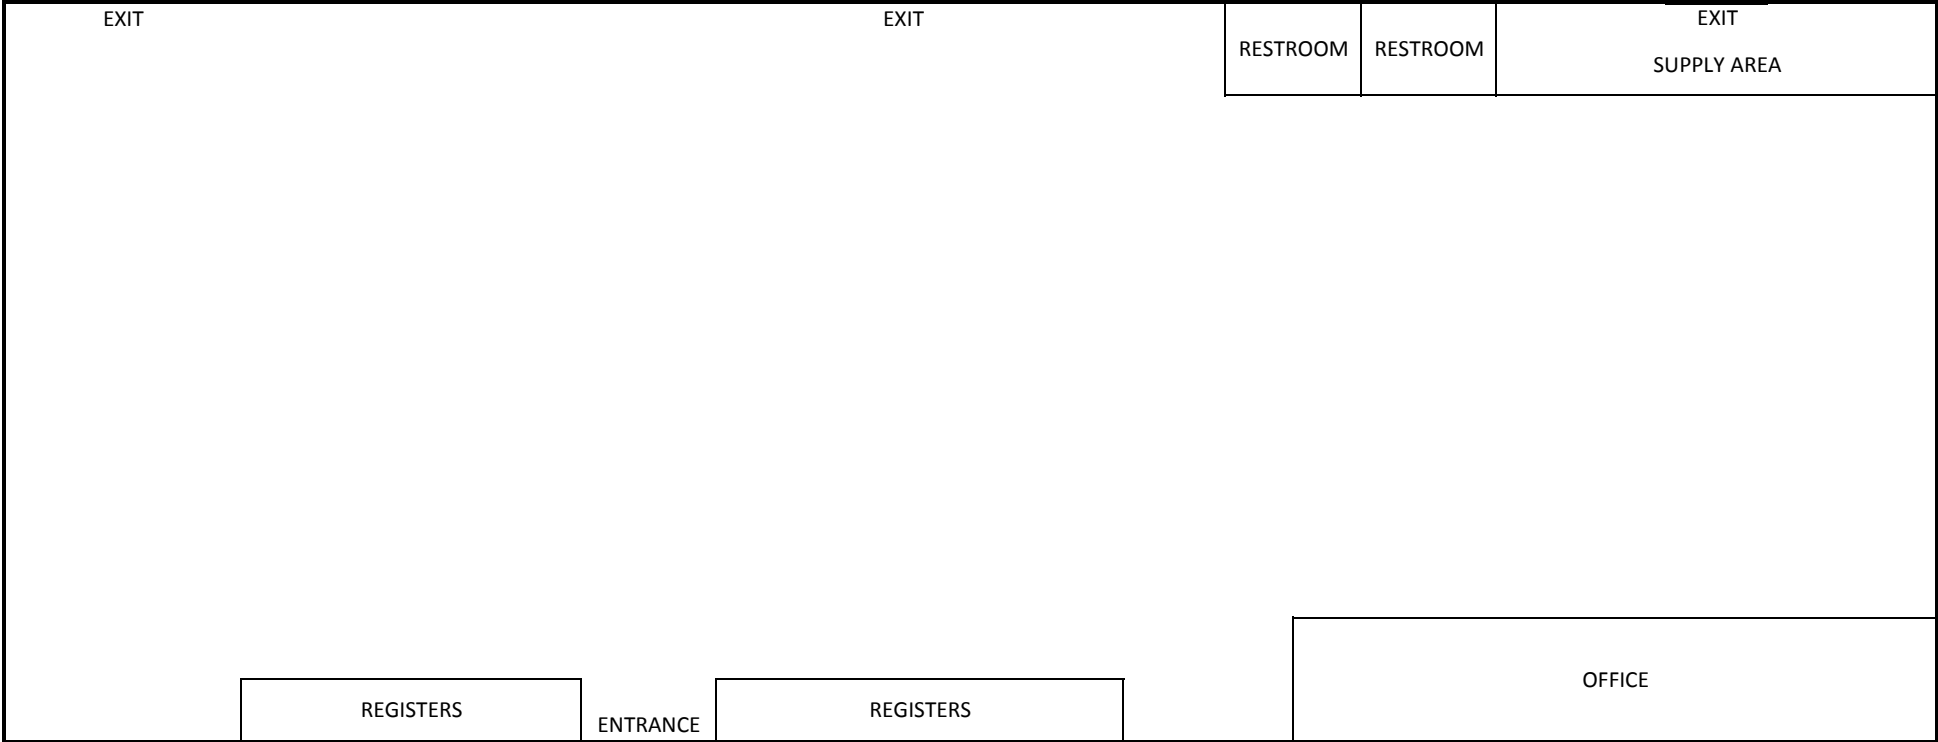 EXIT
EXIT
EXIT
RESTROOM
RESTROOM
SUPPLY AREA
OFFICE
REGISTERS
ENTRANCE
REGISTERS